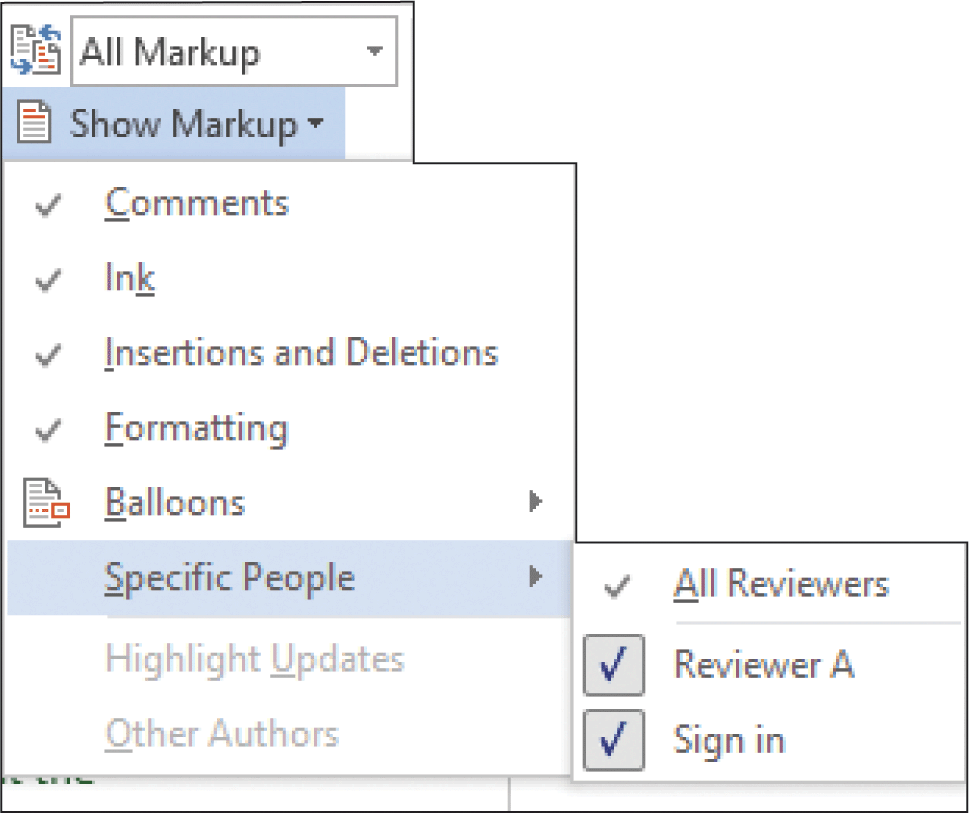 All Markup
Show Markup
Comments
Ink
Insertions and Deletions
Formatting
Balloons
Specific People
Highlight Updates
Other Authors
All Reviewers
Reviewer A
Sign in